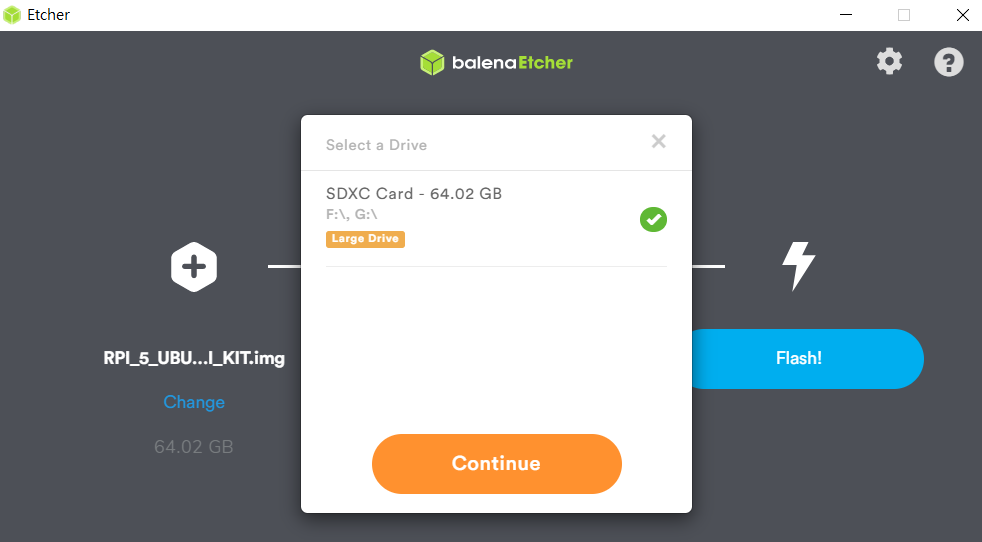 Etcher
balenaEtcher
Select a Drive
SDXC Card - 64.02 GB
F:\, G:\
Large Drive
RPI_5_UBU...I_KIT.img
Change
64.02 GB
Flash!
Continue